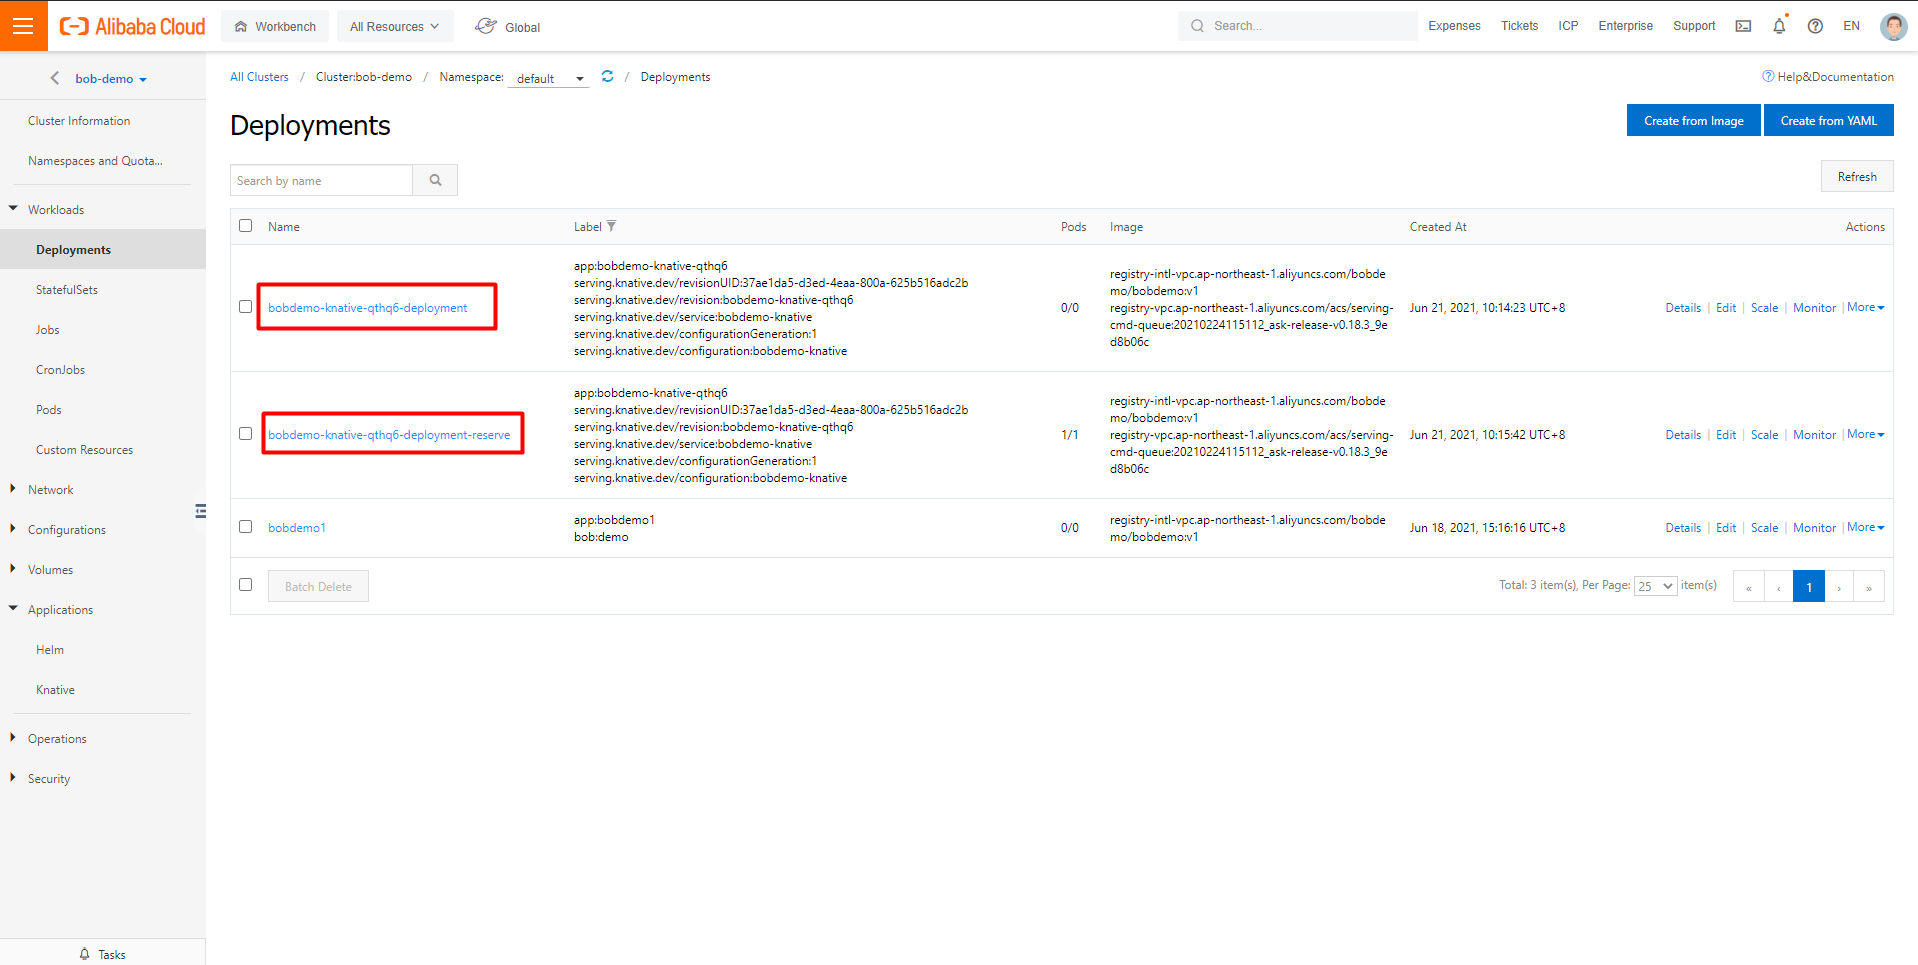 Alibaba Cloud
Workbench
All Resources
Global
Search...
Expenses
Tickets
ICP
Enterprise
Support
EN
bob-demo
All Clusters / Cluster:bob-demo / Namespace: default / Deployments
Help&Documentation
Cluster Information
Namespaces and Quota...
Workloads
Deployments
StatefulSets
Jobs
CronJobs
Pods
Custom Resources
Network
Configurations
Volumes
Applications
Helm
Knative
Operations
Security
Tasks
Deployments
Create from Image
Create from YAML
Search by name
Refresh
Name Label Pods Image Created At Actions
bobdemo-knative-qthq6-deployment
app:bobdemo-knative-qthq6
serving.knative.dev/revisionUID:37ae1da5-d3ed-4eaa-800a-625b516adc2b
serving.knative.dev/revision:bobdemo-knative-qthq6
serving.knative.dev/service:bobdemo-knative
serving.knative.dev/configurationGeneration:1
serving.knative.dev/configuration:bobdemo-knative
0/0
registry-intl-vpc.ap-northeast-1.aliyuncs.com/bobde
mo/bobdemo:v1
registry-vpc.ap-northeast-1.aliyuncs.com/acs/serving-
cmd-queue:20210224115112_ask-release-v0.18.3_9e
d8b06c
Jun 21, 2021, 10:14:23 UTC+8
Details | Edit | Scale | Monitor | More
bobdemo-knative-qthq6-deployment-reserve
app:bobdemo-knative-qthq6
serving.knative.dev/revisionUID:37ae1da5-d3ed-4eaa-800a-625b516adc2b
serving.knative.dev/revision:bobdemo-knative-qthq6
serving.knative.dev/service:bobdemo-knative
serving.knative.dev/configurationGeneration:1
serving.knative.dev/configuration:bobdemo-knative
1/1
registry-intl-vpc.ap-northeast-1.aliyuncs.com/bobde
mo/bobdemo:v1
registry-vpc.ap-northeast-1.aliyuncs.com/acs/serving-
cmd-queue:20210224115112_ask-release-v0.18.3_9e
d8b06c
Jun 21, 2021, 10:15:42 UTC+8
Details | Edit | Scale | Monitor | More
bobdemo1
app:bobdemo1
bob:demo
0/0
registry-intl-vpc.ap-northeast-1.aliyuncs.com/bobde
mo/bobdemo:v1
Jun 18, 2021, 15:16:16 UTC+8
Details | Edit | Scale | Monitor | More
Batch Delete
Total: 3 item(s), Per Page: 25 item(s)
« ‹ 1 › »